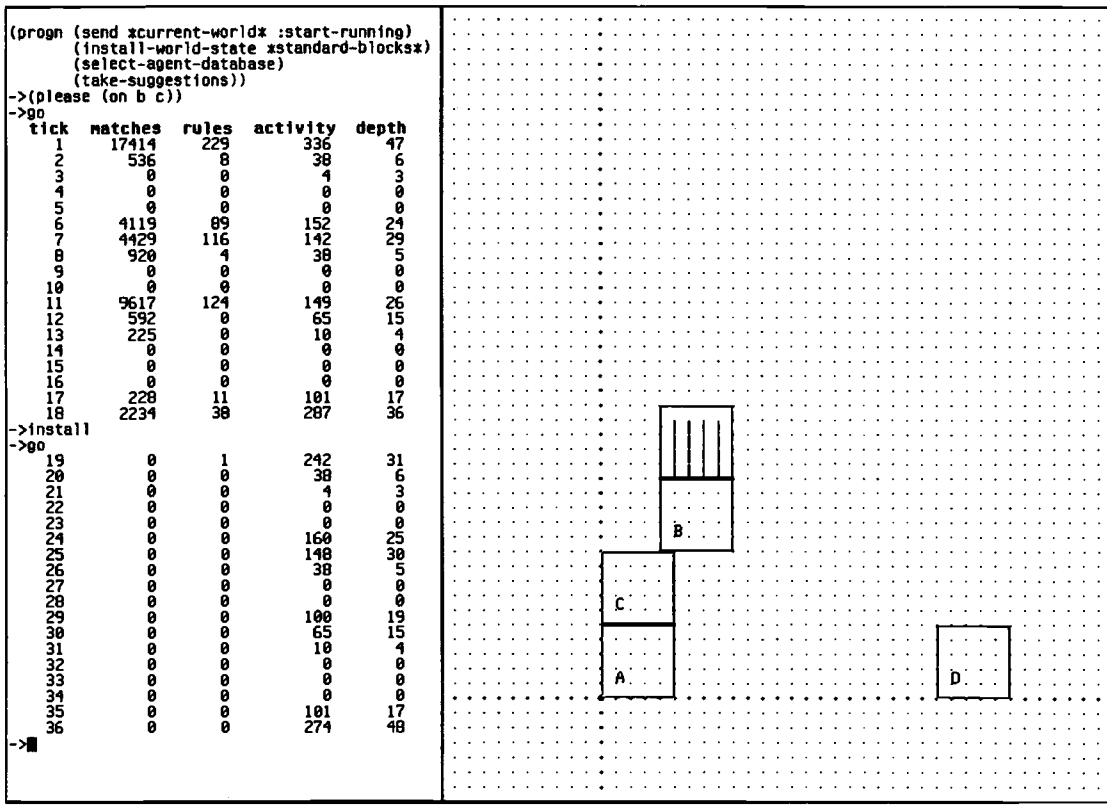 (progn (send *current-world* :start-running)
(install-world-state *standard-blocks*)
(select-agent-database)
(take-suggestions))
->(please (on b c))
->go
tick matches rules activity depth
1 17414 229 336 47
2 536 8 38 6
3 0 0 4 3
4 0 0 0 0
5 0 0 0 0
6 4119 89 152 24
7 4429 116 142 29
8 920 4 38 5
9 0 0 0 0
10 0 0 0 0
11 9617 124 149 26
12 592 0 65 15
13 225 0 10 4
14 0 0 0 0
15 0 0 0 0
16 0 0 0 0
17 228 11 101 17
18 2234 38 287 36
->install
->go
19 0 1 242 31
20 0 0 38 6
21 0 0 4 3
22 0 0 0 0
23 0 0 0 0
24 0 0 160 25
25 0 0 148 30
26 0 0 38 5
27 0 0 0 0
28 0 0 0 0
29 0 0 100 19
30 0 0 65 15
31 0 0 10 4
32 0 0 0 0
33 0 0 0 0
34 0 0 0 0
35 0 0 101 17
36 0 0 274 48
->
B
C
A D